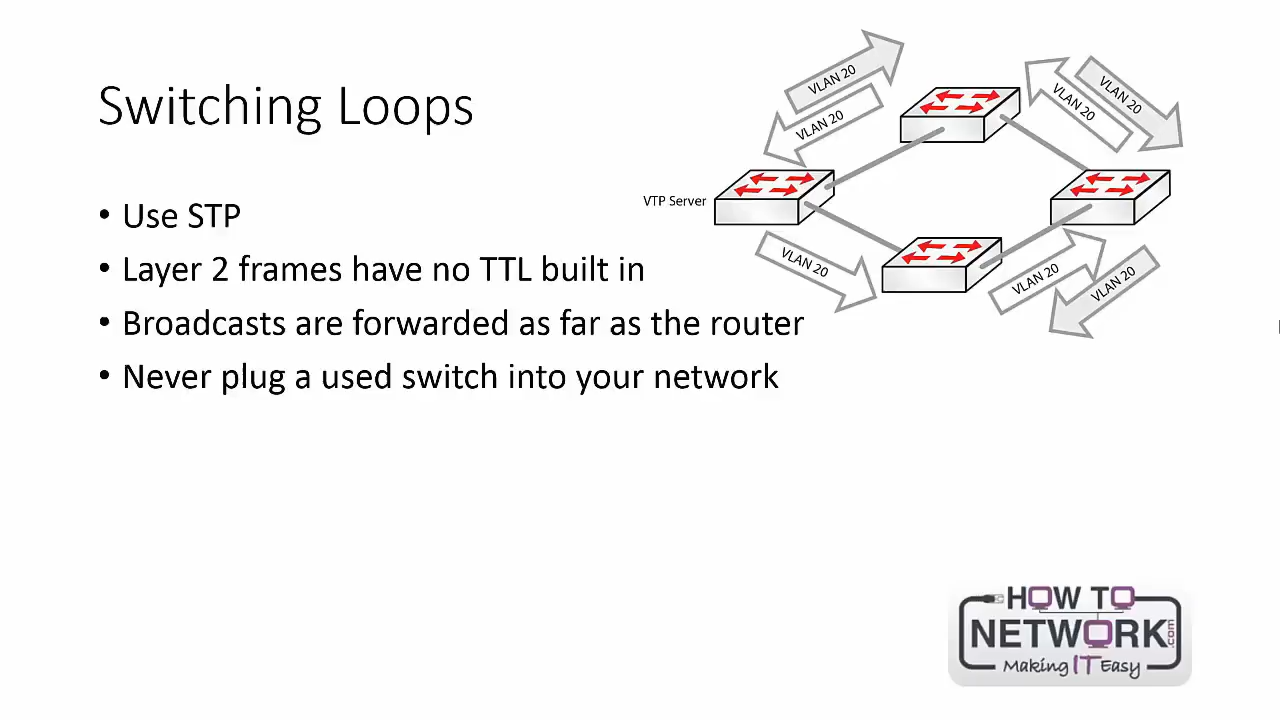 Switching Loops
• Use STP
• Layer 2 frames have no TTL built in
• Broadcasts are forwarded as far as the router
• Never plug a used switch into your network
VLAN 20
VLAN 20
VLAN 20
VLAN 20
VTP Server
VLAN 20
VLAN 20
VLAN 20
HOW TO
NETWORK.com
Making IT Easy